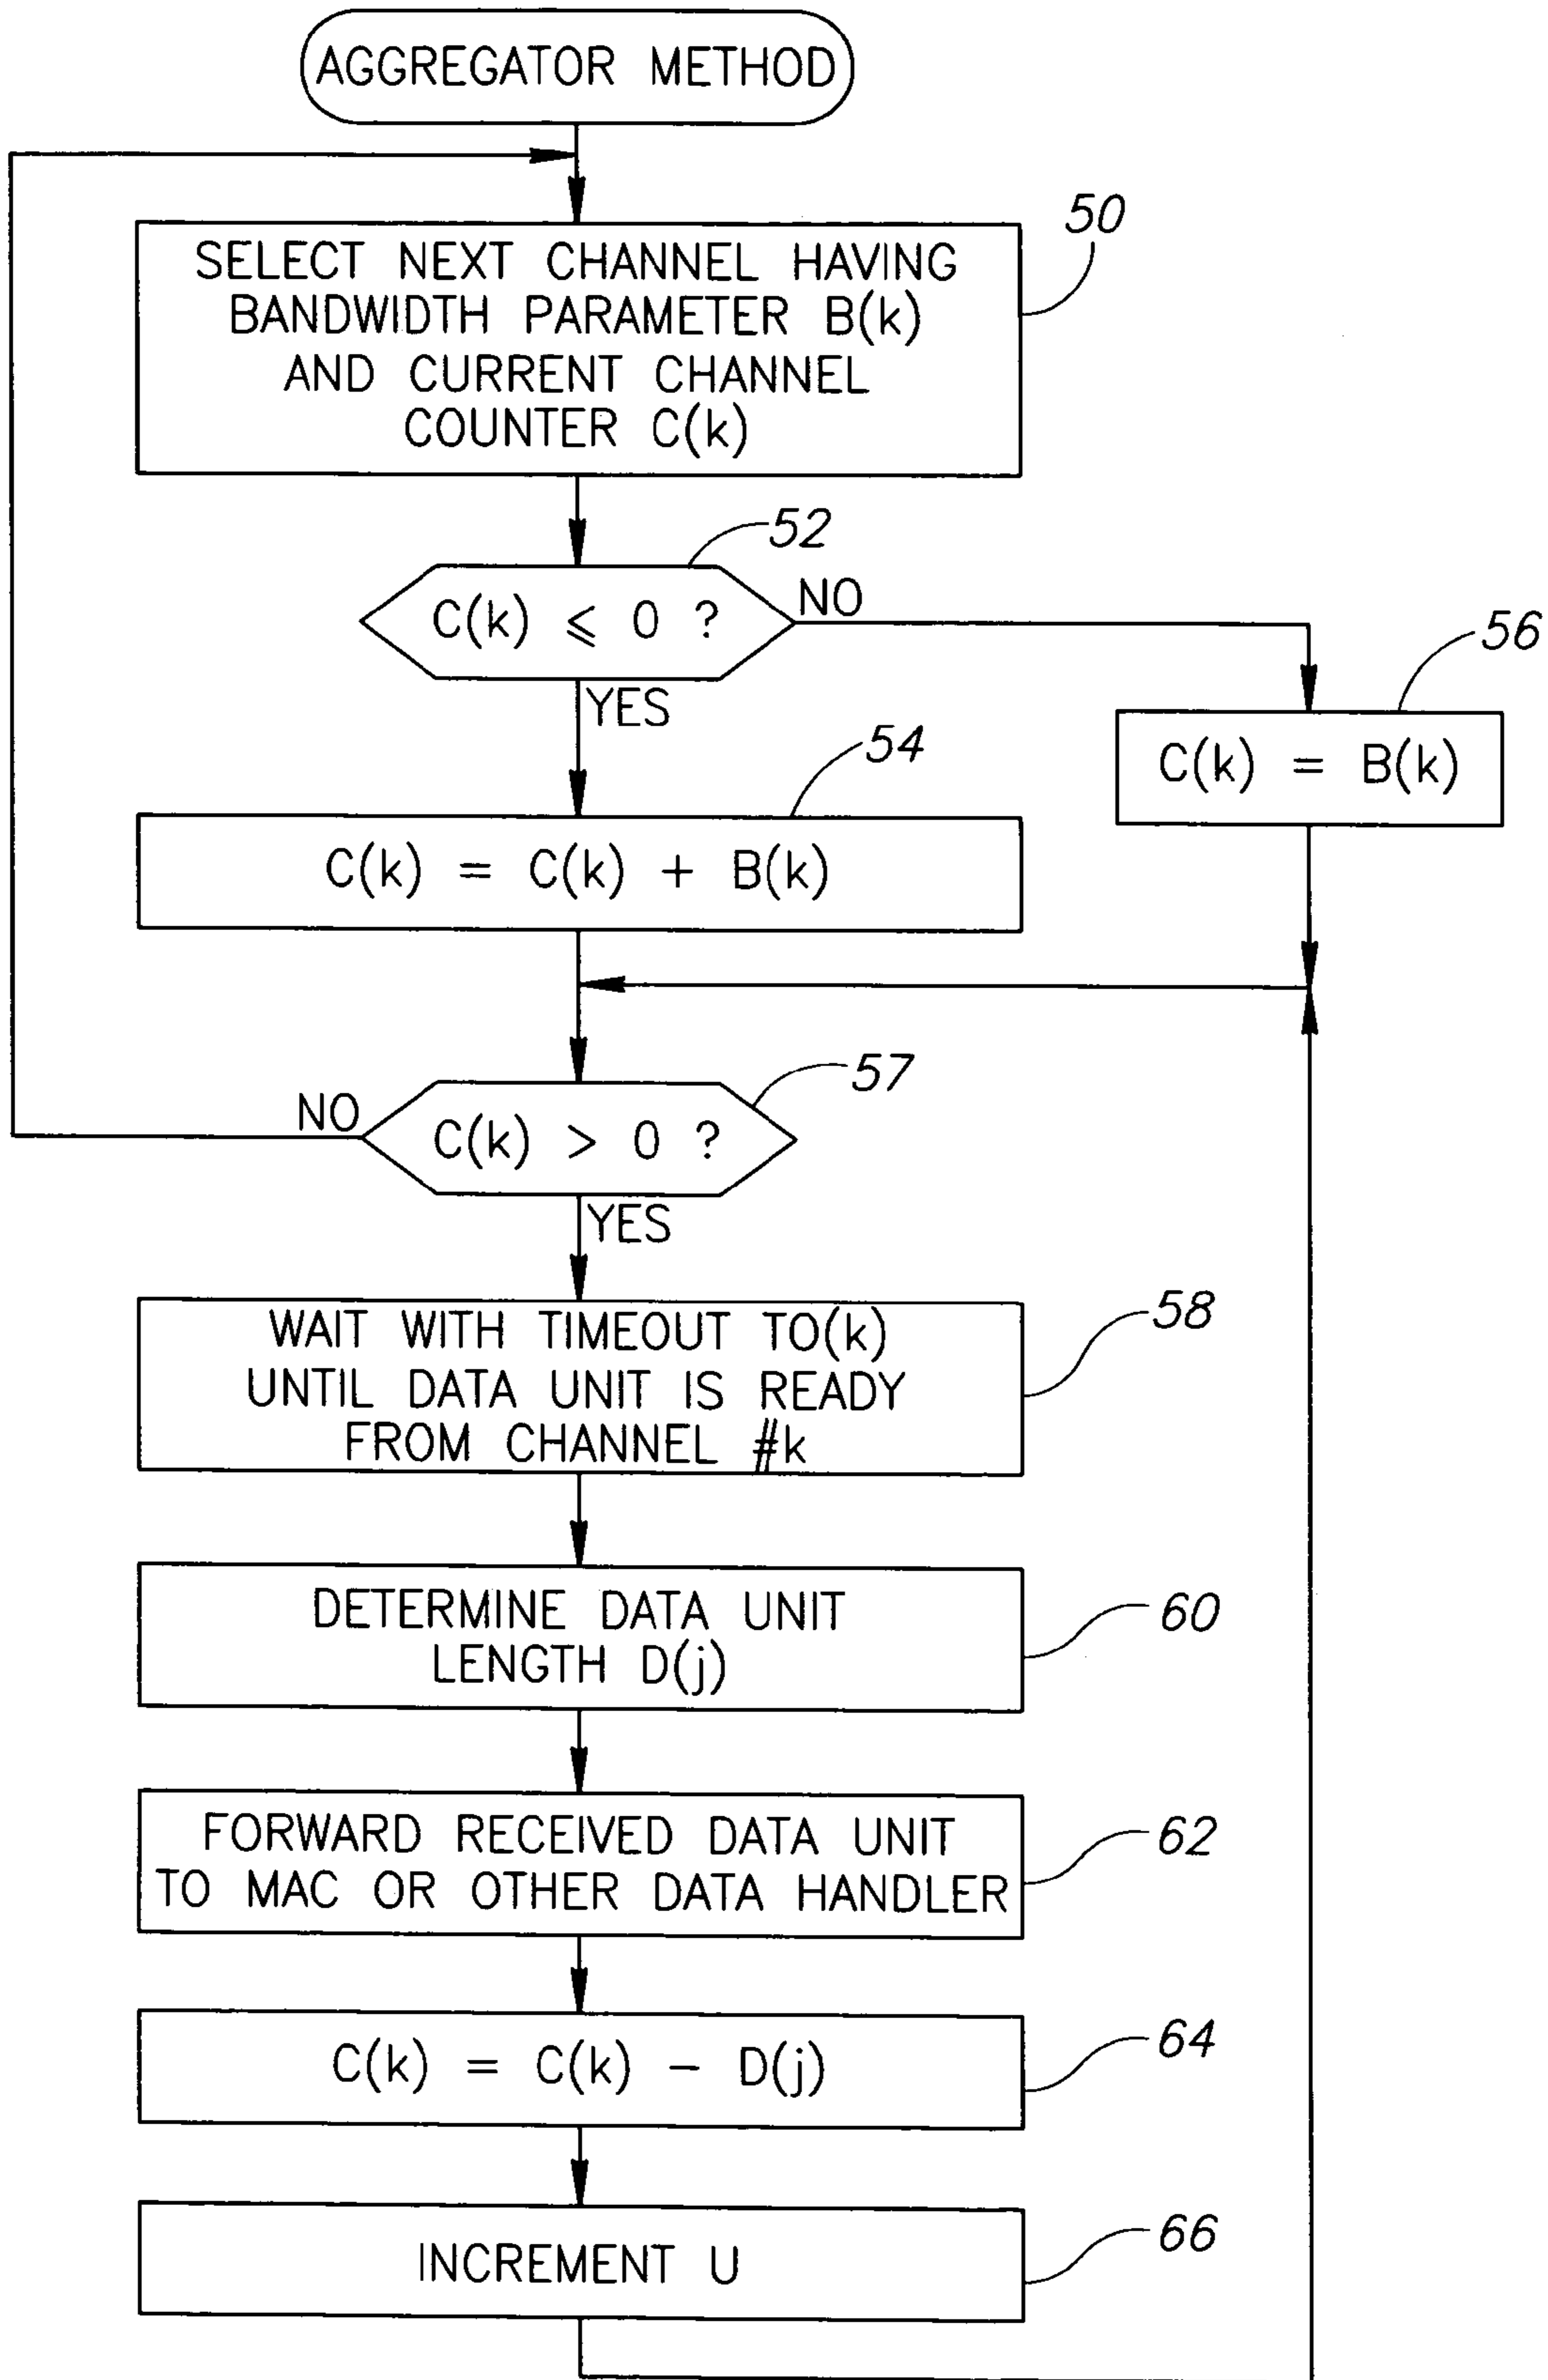 AGGREGATOR METHOD
SELECT NEXT CHANNEL HAVING
BANDWIDTH PARAMETER B(k)
AND CURRENT CHANNEL
COUNTER C(k)
50
52
C(k) ⩽ 0 ?
NO
YES
56
C(k) = B(k)
54
C(k) = C(k) + B(k)
57
NO
C(k) > 0 ?
YES
WAIT WITH TIMEOUT TO(k)
UNTIL DATA UNIT IS READY
FROM CHANNEL #k
58
DETERMINE DATA UNIT
LENGTH D(j)
60
FORWARD RECEIVED DATA UNIT
TO MAC OR OTHER DATA HANDLER
62
C(k) = C(k) - D(j)
64
INCREMENT U
66